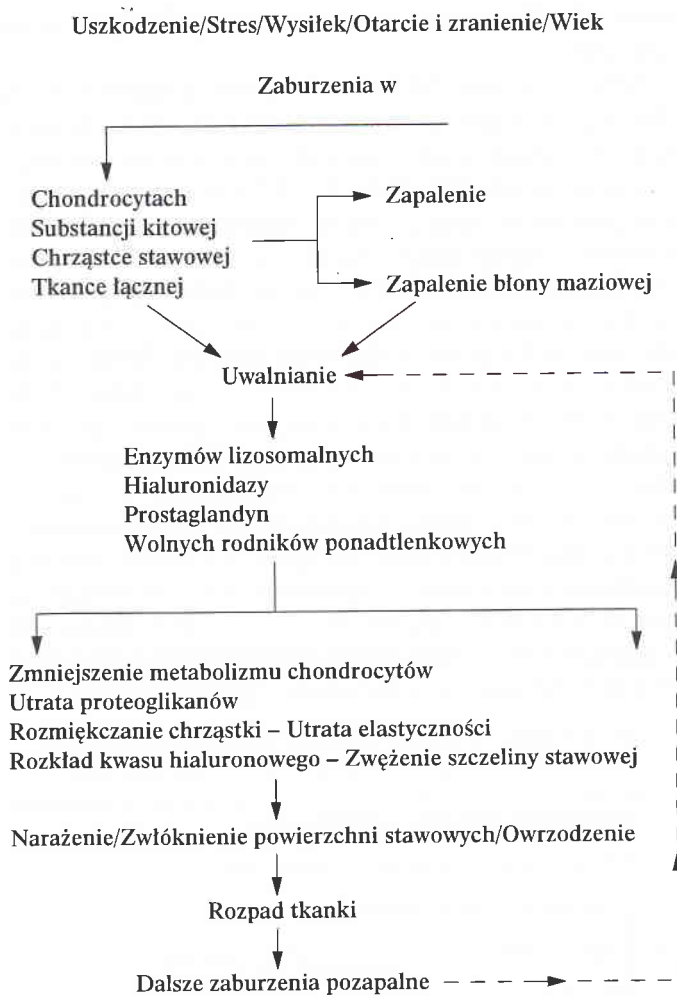 Uszkodzenie/Stres/Wysiłek/Otarcie i zranienie/Wiek
Zaburzenia w
Chondrocytach
Substancji kitowej
Chrząstce stawowej
Tkance łącznej
Zapalenie
Zapalenie błony maziowej
Uwalnianie
Enzymów lizosomalnych
Hialuronidazy
Prostaglandyn
Wolnych rodników ponadtlenkowych
Zmniejszenie metabolizmu chondrocytów
Utrata proteoglikanów
Rozmiękczanie chrząstki – Utrata elastyczności
Rozkład kwasu hialuronowego – Zwężenie szczeliny stawowej
Narażenie/Zwłóknienie powierzchni stawowych/Owrzodzenie
Rozpad tkanki
Dalsze zaburzenia pozapalne